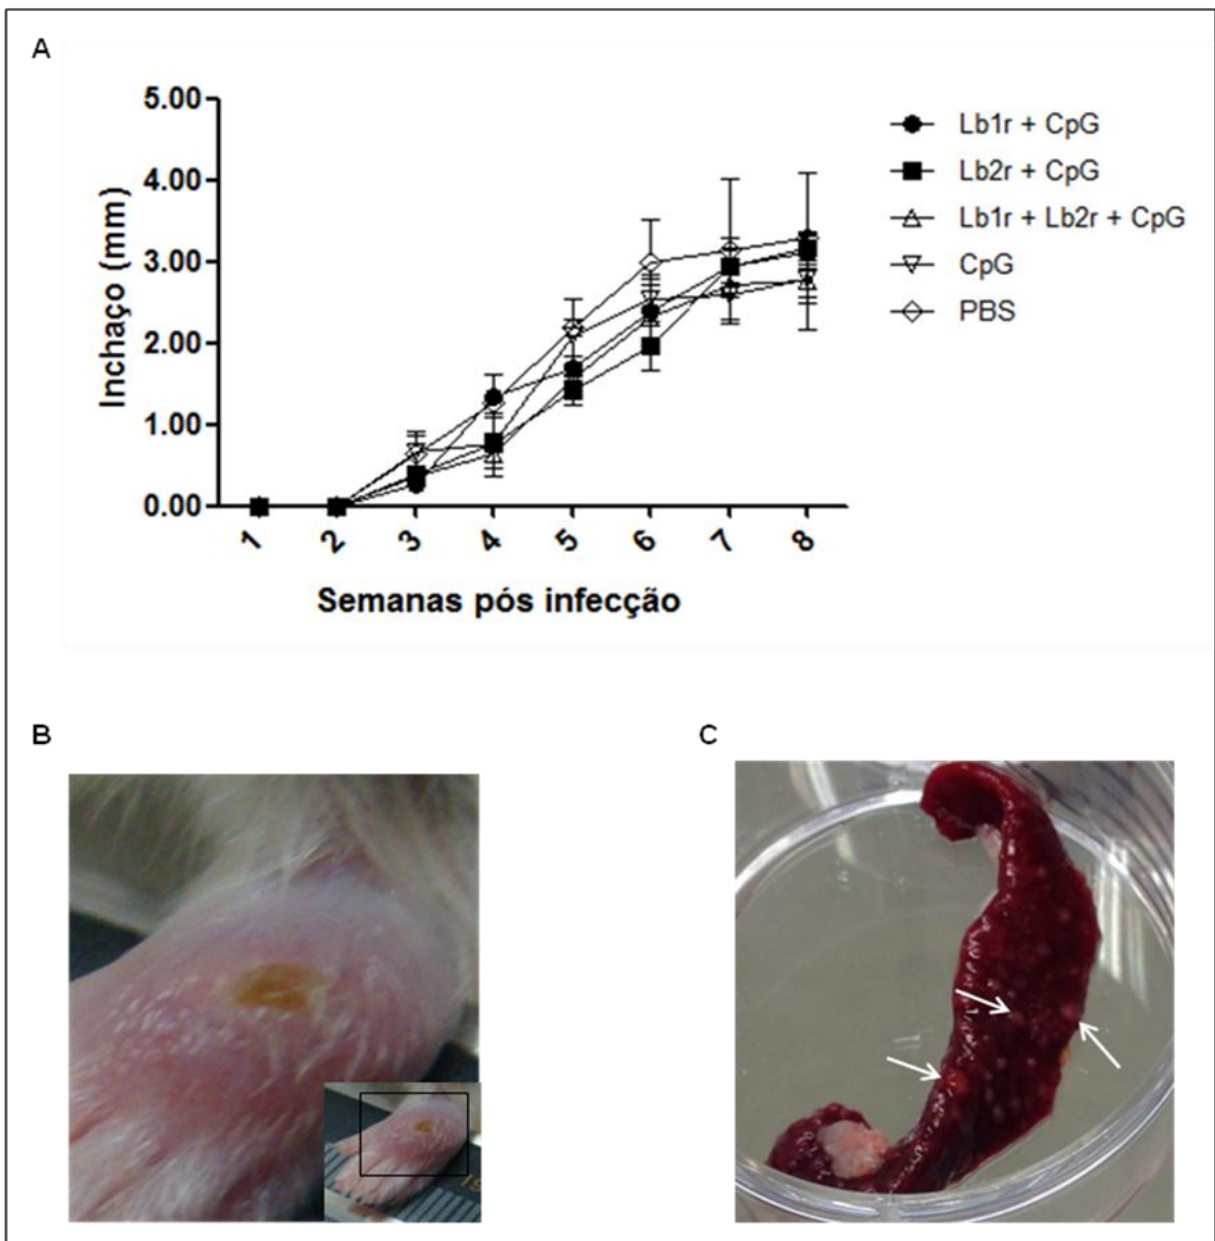 A
5.00
4.00
3.00
2.00
1.00
0.00
Inchaço (mm)
1 2 3 4 5 6 7 8
Semanas pós infecção
Lb1r + CpG
Lb2r + CpG
Lb1r + Lb2r + CpG
CpG
PBS
B
C